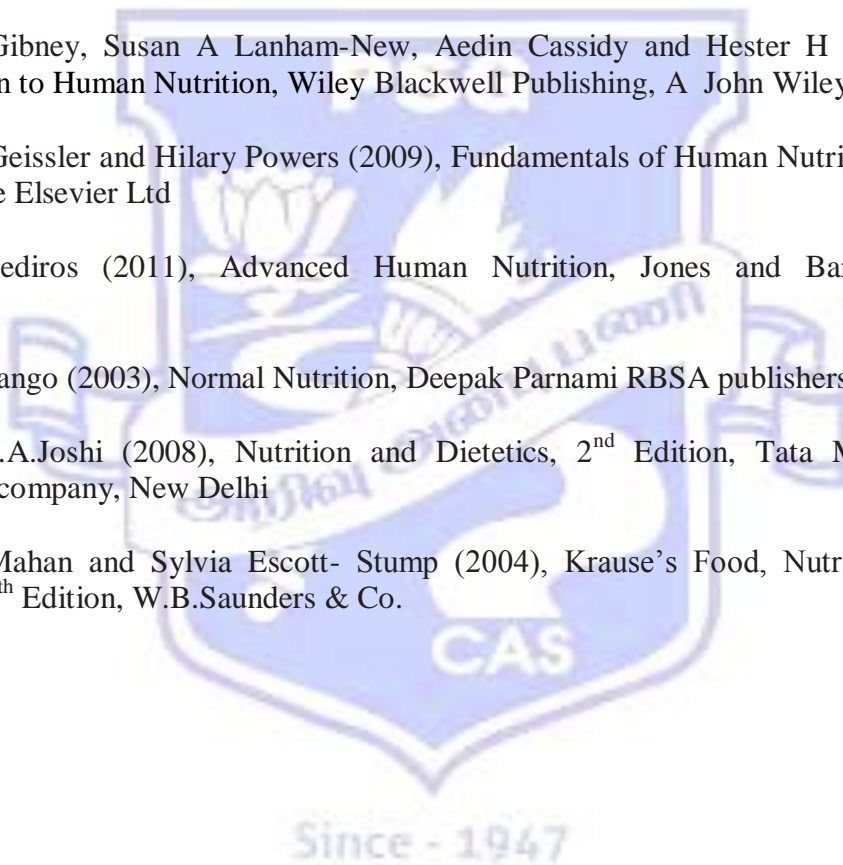 PSG
Gibney, Susan A Lanham-New, Aedin Cassidy and Hester H
n to Human Nutrition, Wiley Blackwell Publishing, A John Wiley
Geissler and Hilary Powers (2009), Fundamentals of Human Nutri
e Elsevier Ltd
ediros (2011), Advanced Human Nutrition, Jones and Bar
ango (2003), Normal Nutrition, Deepak Parnami RBSA publishers
.A.Joshi (2008), Nutrition and Dietetics, 2nd Edition, Tata M
company, New Delhi
Mahan and Sylvia Escott- Stump (2004), Krause’s Food, Nutr
th Edition, W.B.Saunders & Co.
CAS
Since - 1947